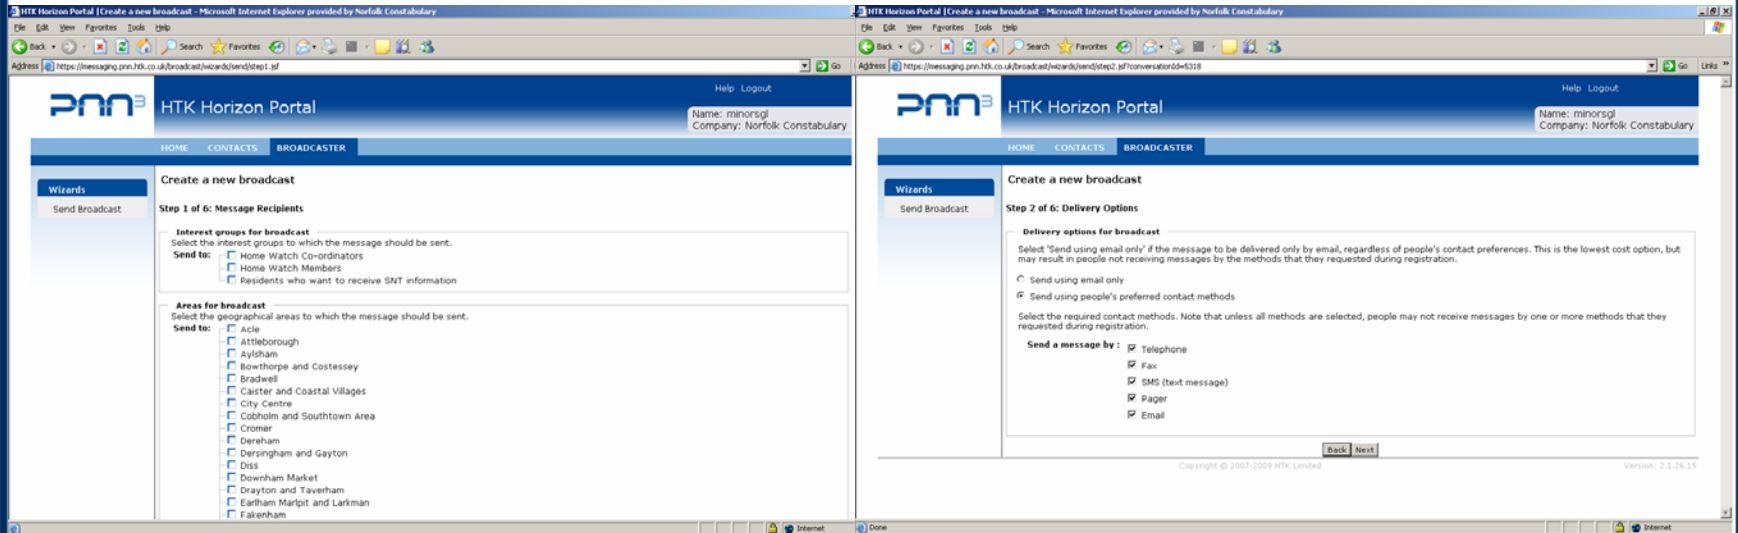 HTK Horizon Portal | Create a new broadcast - Microsoft Internet Explorer provided by Norfolk Constabulary
File Edit View Favorites Tools Help
Back Search Favorites
Address https://messaging.pnn.htk.co.uk/broadcast/wizards/send/step1.jsf Go
pnn3
HTK Horizon Portal
Help Logout
Name: minorsgl
Company: Norfolk Constabulary
HOME CONTACTS BROADCASTER
Wizards
Send Broadcast
Create a new broadcast
Step 1 of 6: Message Recipients
Interest groups for broadcast
Select the interest groups to which the message should be sent.
Send to: Home Watch Co-ordinators
Home Watch Members
Residents who want to receive SNT information
Areas for broadcast
Select the geographical areas to which the message should be sent.
Send to: Acle
Attleborough
Aylsham
Bowthorpe and Costessey
Bradwell
Caister and Coastal Villages
City Centre
Cobholm and Southtown Area
Cromer
Dereham
Dersingham and Gayton
Diss
Downham Market
Drayton and Taverham
Earlham Marlpit and Larkman
Fakenham
Internet
HTK Horizon Portal | Create a new broadcast - Microsoft Internet Explorer provided by Norfolk Constabulary
File Edit View Favorites Tools Help
Back Search Favorites
Address https://messaging.pnn.htk.co.uk/broadcast/wizards/send/step2.jsf?conversationId=5318 Go Links »
pnn3
HTK Horizon Portal
Help Logout
Name: minorsgl
Company: Norfolk Constabulary
HOME CONTACTS BROADCASTER
Wizards
Send Broadcast
Create a new broadcast
Step 2 of 6: Delivery Options
Delivery options for broadcast
Select 'Send using email only' if the message to be delivered only by email, regardless of people's contact preferences. This is the lowest cost option, but
may result in people not receiving messages by the methods that they requested during registration.
Send using email only
Send using people's preferred contact methods
Select the required contact methods. Note that unless all methods are selected, people may not receive messages by one or more methods that they
requested during registration.
Send a message by : Telephone
Fax
SMS (text message)
Pager
Email
Back Next
Copyright © 2007-2009 HTK Limited Version: 2.1.26.15
Done Internet